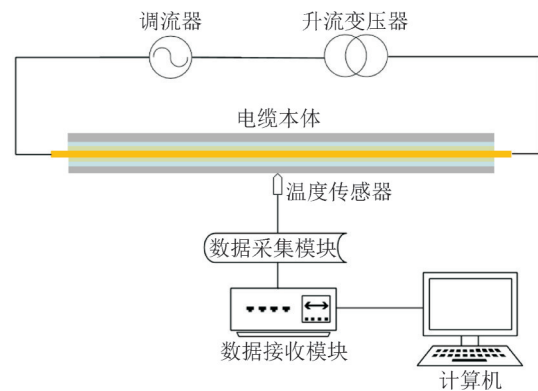 调流器
升流变压器
电缆本体
温度传感器
数据采集模块
数据接收模块
计算机